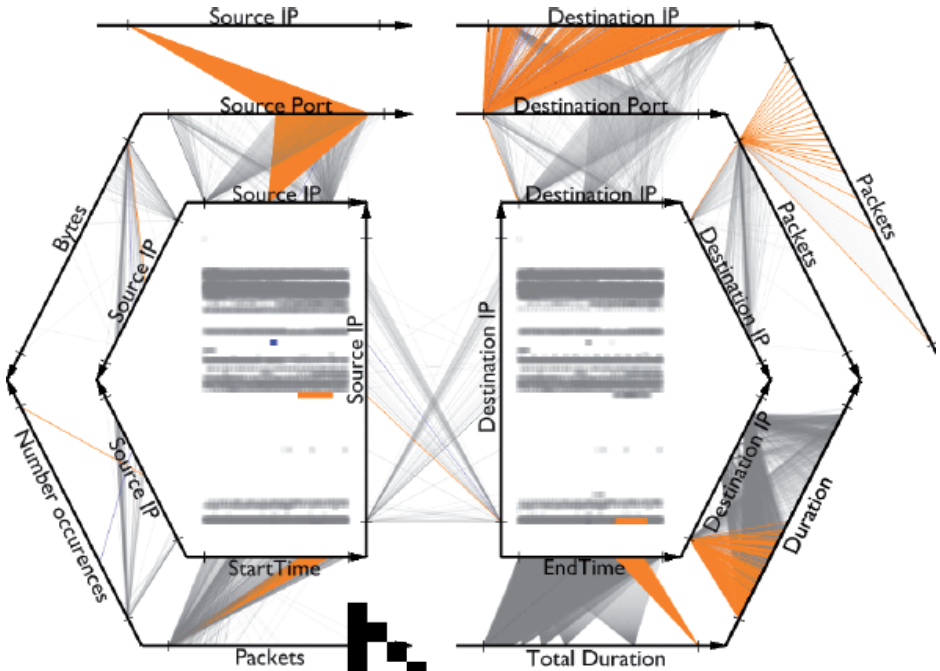 Source IP
Destination IP
Source Port
Destination Port
Source IP
Destination IP
Bytes
Source IP
Source IP
Destination IP
Destination IP
Packets
Packets
Number occurences
Source IP
Destination IP
Duration
StartTime
EndTime
Packets
Total Duration